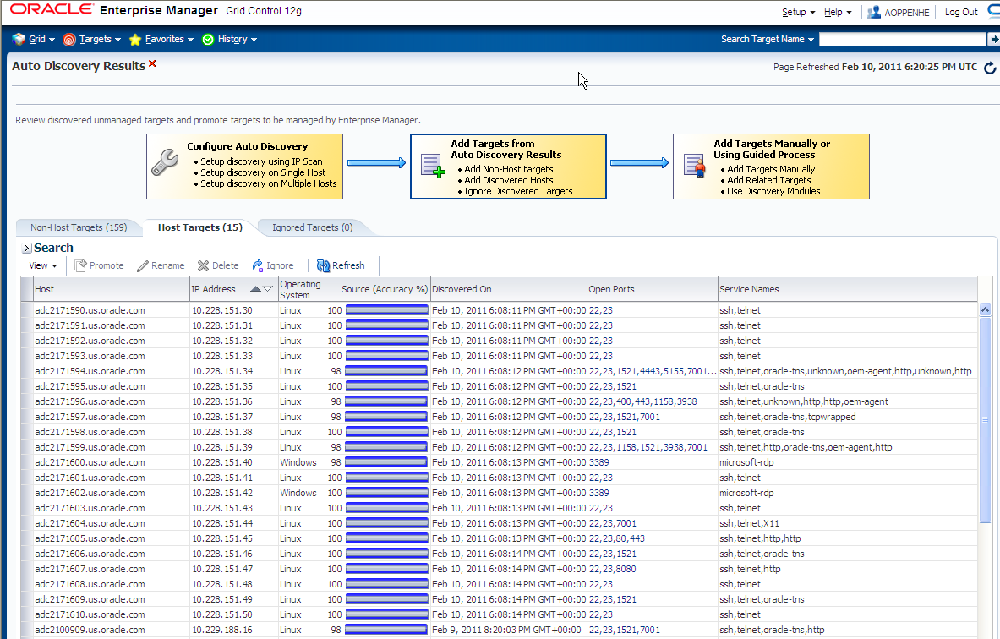 ORACLE Enterprise Manager Grid Control 12g
Setup Help AOPPENHE Log Out
Grid Targets Favorites History Search Target Name
Auto Discovery Results
Page Refreshed Feb 10, 2011 6:20:25 PM UTC
Review discovered unmanaged targets and promote targets to be managed by Enterprise Manager.
Configure Auto Discovery
• Setup discovery using IP Scan
• Setup discovery on Single Host
• Setup discovery on Multiple Hosts
Add Targets from
Auto Discovery Results
• Add Non-Host targets
• Add Discovered Hosts
• Ignore Discovered Targets
Add Targets Manually or
Using Guided Process
• Add Targets Manually
• Add Related Targets
• Use Discovery Modules
Non-Host Targets (159) Host Targets (15) Ignored Targets (0)
Search
View Promote Rename Delete Ignore Refresh
Host IP Address Operating System Source (Accuracy %) Discovered On Open Ports Service Names
adc2171590.us.oracle.com 10.228.151.30 Linux 100 Feb 10, 2011 6:08:11 PM GMT+00:00 22,23 ssh,telnet
adc2171591.us.oracle.com 10.228.151.31 Linux 100 Feb 10, 2011 6:08:11 PM GMT+00:00 22,23 ssh,telnet
adc2171592.us.oracle.com 10.228.151.32 Linux 100 Feb 10, 2011 6:08:11 PM GMT+00:00 22,23 ssh,telnet
adc2171593.us.oracle.com 10.228.151.33 Linux 100 Feb 10, 2011 6:08:11 PM GMT+00:00 22,23 ssh,telnet
adc2171594.us.oracle.com 10.228.151.34 Linux 98 Feb 10, 2011 6:08:12 PM GMT+00:00 22,23,1521,4443,5155,7001... ssh,telnet,oracle-tns,unknown,oem-agent,http,unknown,http
adc2171595.us.oracle.com 10.228.151.35 Linux 100 Feb 10, 2011 6:08:12 PM GMT+00:00 22,23,1521 ssh,telnet,oracle-tns
adc2171596.us.oracle.com 10.228.151.36 Linux 98 Feb 10, 2011 6:08:12 PM GMT+00:00 22,23,400,443,1158,3938 ssh,telnet,unknown,http,http,oem-agent
adc2171597.us.oracle.com 10.228.151.37 Linux 98 Feb 10, 2011 6:08:12 PM GMT+00:00 22,23,1521,7001 ssh,telnet,oracle-tns,tcpwrapped
adc2171598.us.oracle.com 10.228.151.38 Linux 100 Feb 10, 2011 6:08:12 PM GMT+00:00 22,23,1521 ssh,telnet,oracle-tns
adc2171599.us.oracle.com 10.228.151.39 Linux 98 Feb 10, 2011 6:08:12 PM GMT+00:00 22,23,1158,1521,3938,7001 ssh,telnet,http,oracle-tns,oem-agent,http
adc2171600.us.oracle.com 10.228.151.40 Windows 98 Feb 10, 2011 6:08:13 PM GMT+00:00 3389 microsoft-rdp
adc2171601.us.oracle.com 10.228.151.41 Linux 100 Feb 10, 2011 6:08:13 PM GMT+00:00 22,23 ssh,telnet
adc2171602.us.oracle.com 10.228.151.42 Windows 100 Feb 10, 2011 6:08:13 PM GMT+00:00 3389 microsoft-rdp
adc2171603.us.oracle.com 10.228.151.43 Linux 100 Feb 10, 2011 6:08:13 PM GMT+00:00 22,23 ssh,telnet
adc2171604.us.oracle.com 10.228.151.44 Linux 100 Feb 10, 2011 6:08:13 PM GMT+00:00 22,23,7001 ssh,telnet,X11
adc2171605.us.oracle.com 10.228.151.45 Linux 100 Feb 10, 2011 6:08:13 PM GMT+00:00 22,23,80,443 ssh,telnet,http,http
adc2171606.us.oracle.com 10.228.151.46 Linux 100 Feb 10, 2011 6:08:14 PM GMT+00:00 22,23,1521 ssh,telnet,oracle-tns
adc2171607.us.oracle.com 10.228.151.47 Linux 100 Feb 10, 2011 6:08:14 PM GMT+00:00 22,23,8080 ssh,telnet,http
adc2171608.us.oracle.com 10.228.151.48 Linux 100 Feb 10, 2011 6:08:14 PM GMT+00:00 22,23 ssh,telnet
adc2171609.us.oracle.com 10.228.151.49 Linux 100 Feb 10, 2011 6:08:14 PM GMT+00:00 22,23,1521 ssh,telnet,oracle-tns
adc2171610.us.oracle.com 10.228.151.50 Linux 100 Feb 10, 2011 6:08:14 PM GMT+00:00 22,23 ssh,telnet
adc2100909.us.oracle.com 10.229.188.16 Linux 98 Feb 9, 2011 8:20:03 PM GMT+00:00 22,23,1521,7001 ssh,telnet,oracle-tns,http